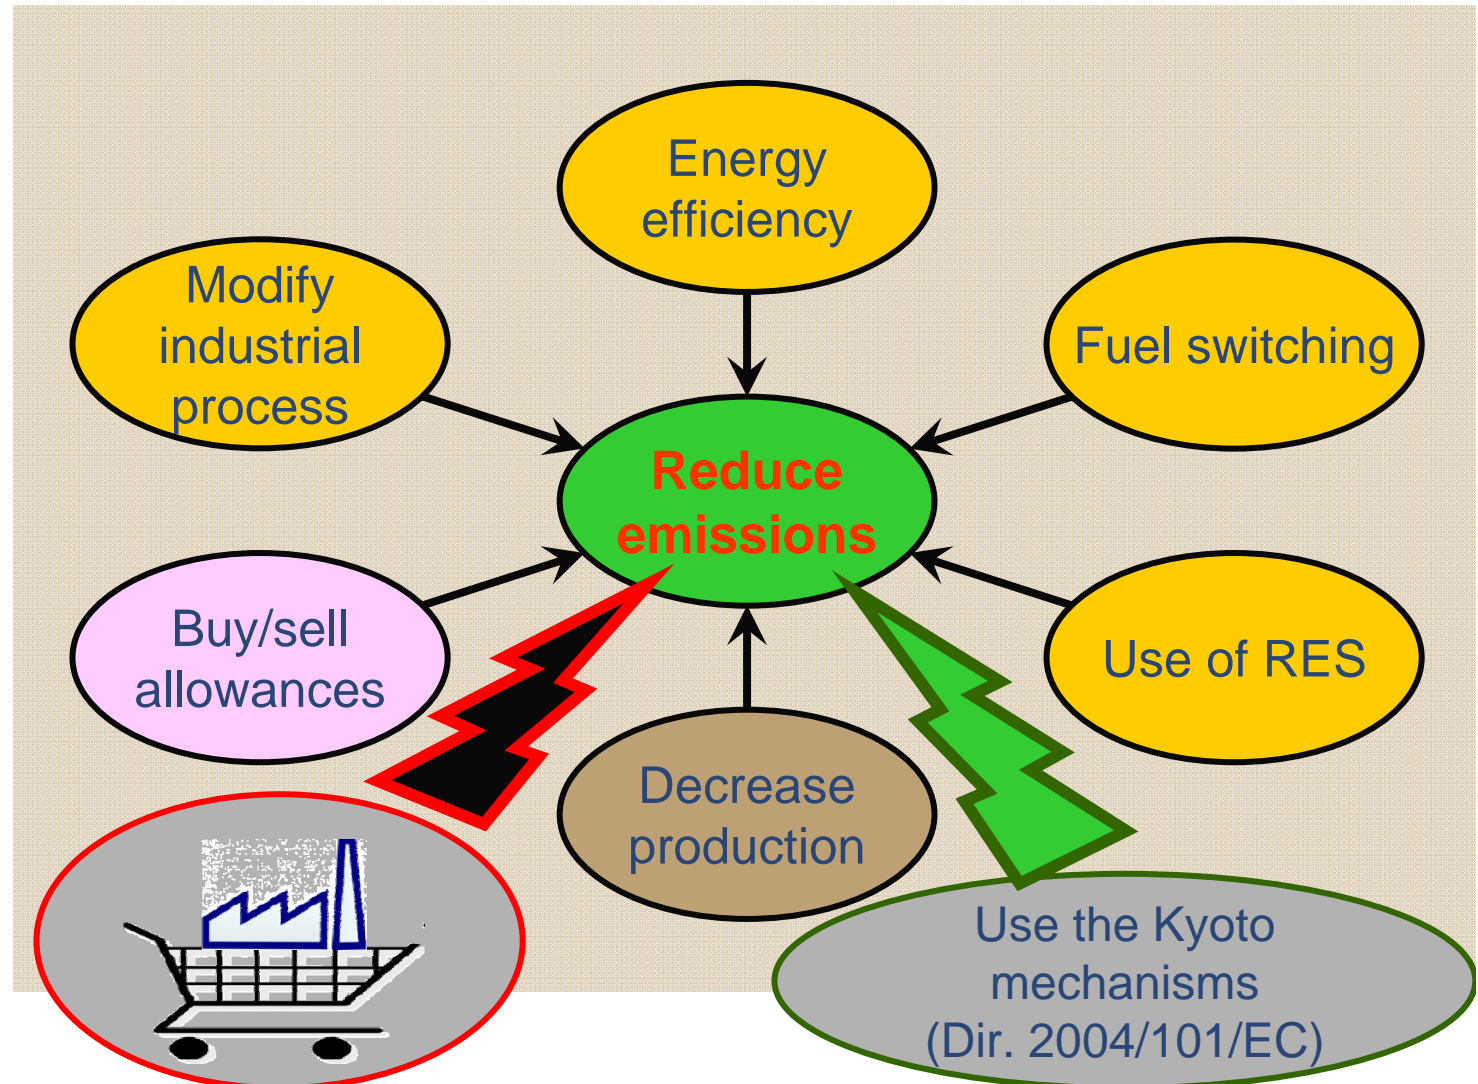 Energy
efficiency
Modify
industrial
process
Fuel switching
Reduce
emissions
Buy/sell
allowances
Use of RES
Decrease
production
Use the Kyoto
mechanisms
(Dir. 2004/101/EC)